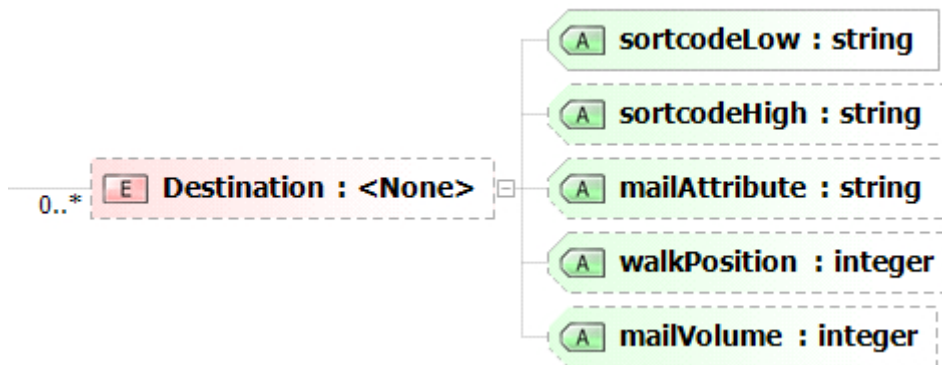 A sortcodeLow : string
A sortcodeHigh : string
0..* E Destination : <None>
A mailAttribute : string
A walkPosition : integer
A mailVolume : integer